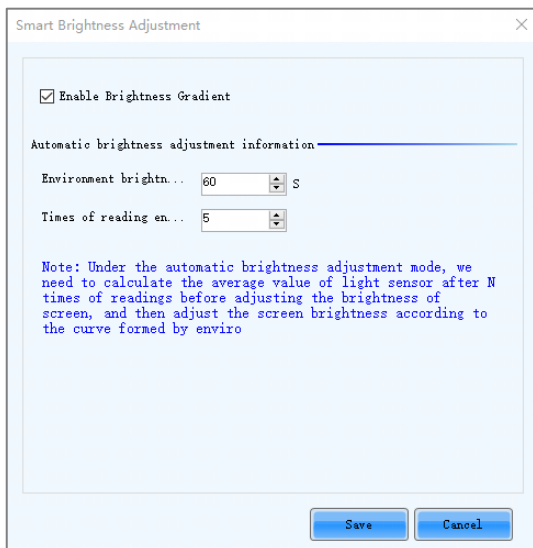 Smart Brightness Adjustment
Enable Brightness Gradient
Automatic brightness adjustment information
Environment brightn... 60 S
Times of reading en... 5
Note: Under the automatic brightness adjustment mode, we
need to calculate the average value of light sensor after N
times of readings before adjusting the brightness of
screen, and then adjust the screen brightness according to
the curve formed by enviro
Save Cancel